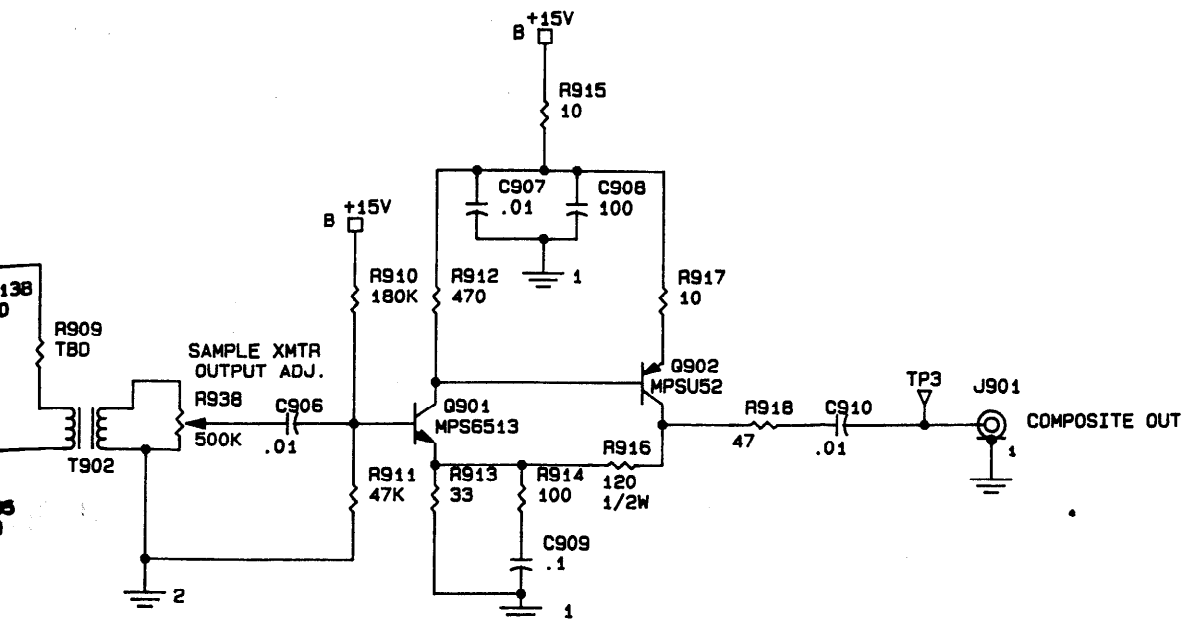 +15V
B
R915
10
C907
.01
C908
100
1
+15V
B
R910
180K
R912
470
R917
10
138
R909
TBD
SAMPLE XMTR
OUTPUT ADJ.
R938
500K
C906
.01
T902
Q901
MPS6513
Q902
MPSU52
TP3
J901
COMPOSITE OUT
1
R918
47
C910
.01
R911
47K
R913
33
R914
100
R916
120
1/2W
C909
.1
2
1